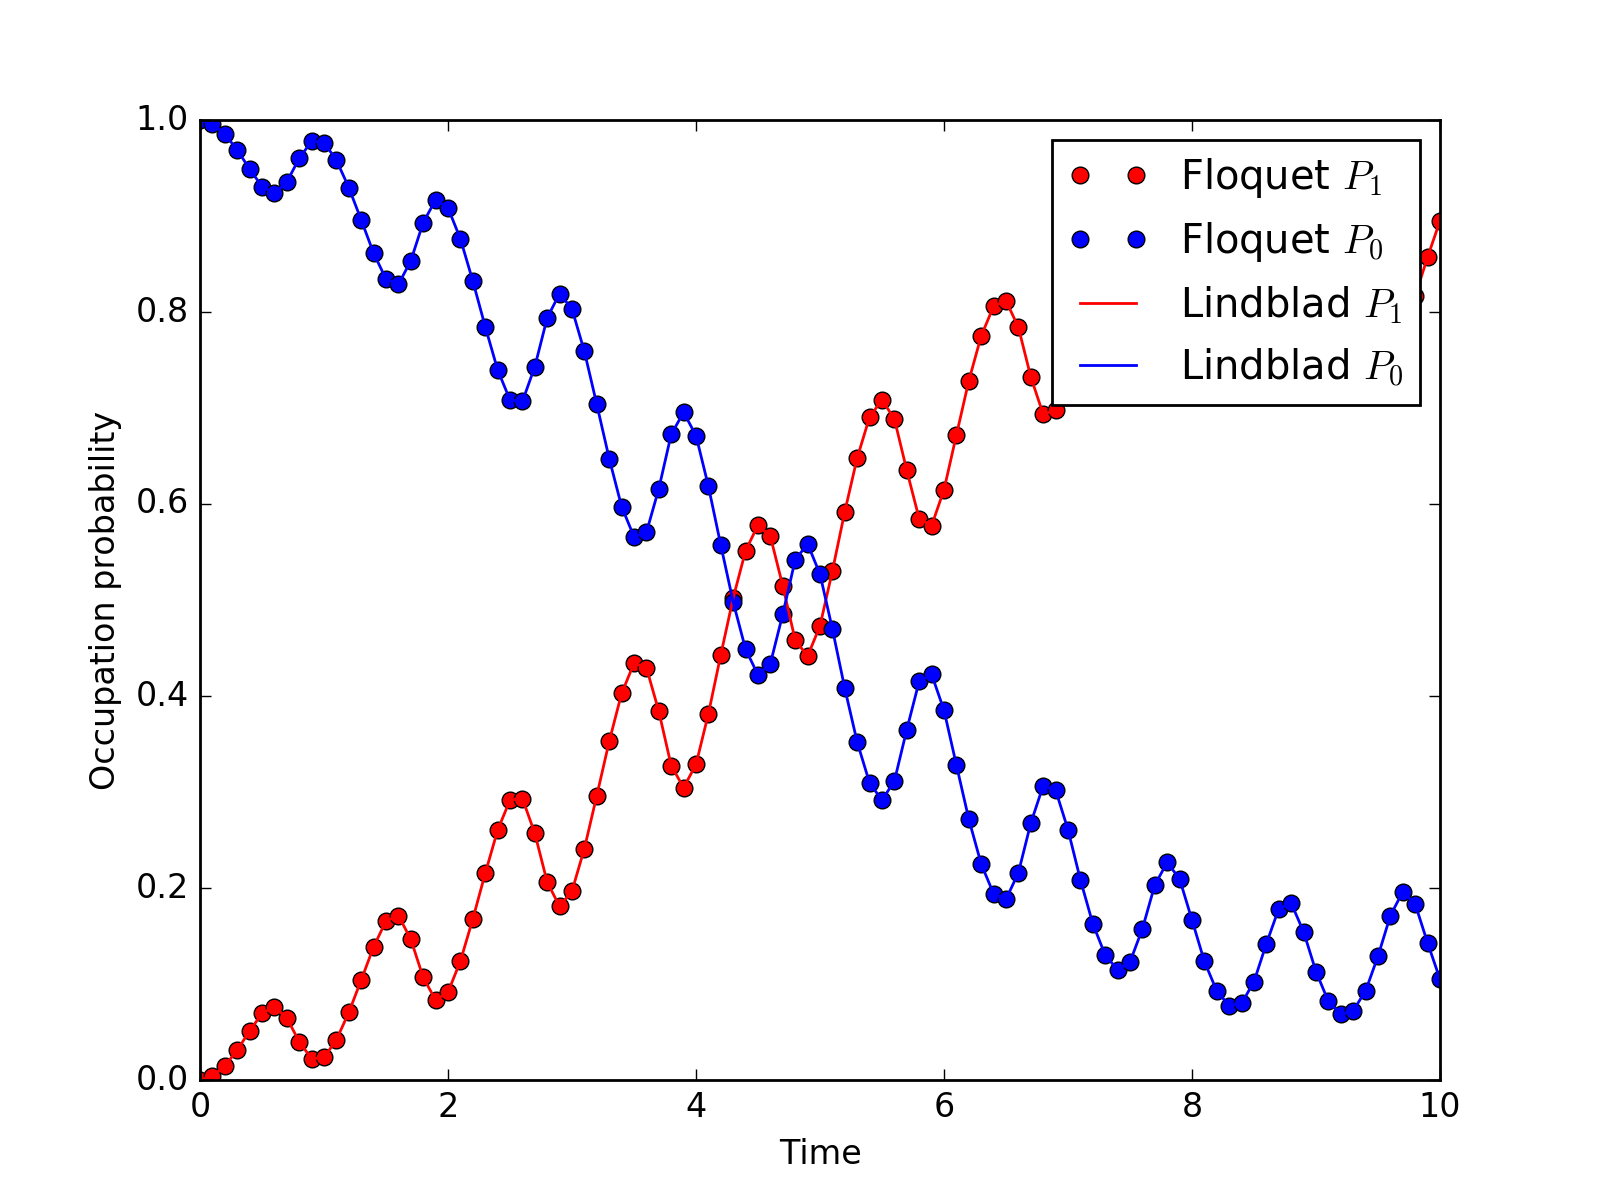 1.0
0.8
0.6
0.4
0.2
0.0
Occupation probability
0 2 4 6 8 10
Time
Floquet P₁
Floquet P₀
Lindblad P₁
Lindblad P₀